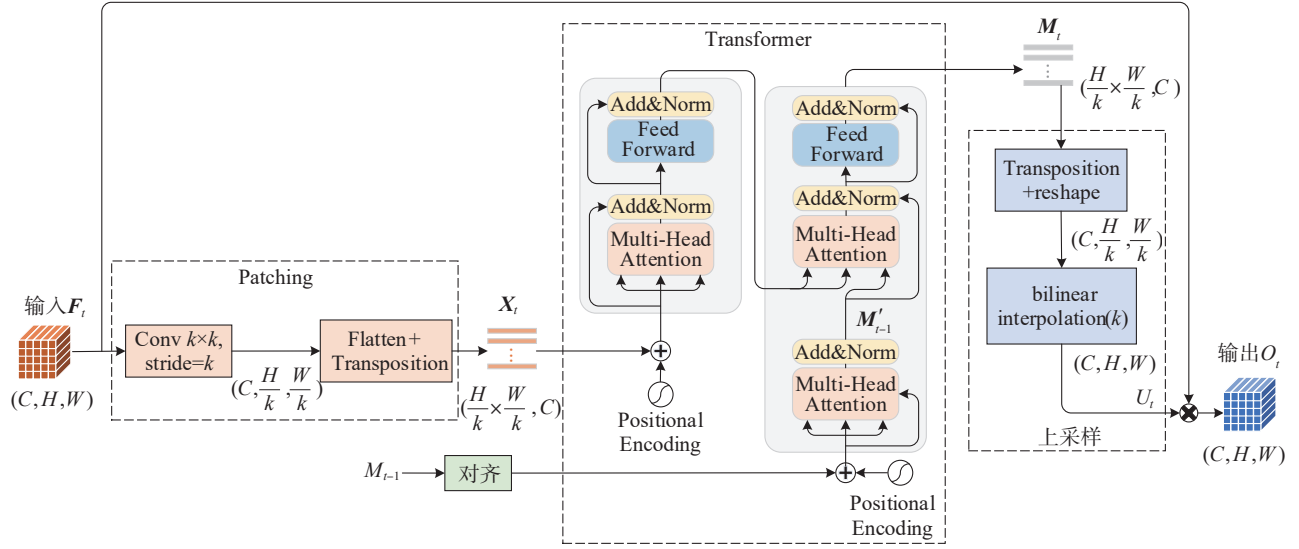 输入F_t
(C,H,W)
Patching
Conv k×k,
stride=k
(C,H/k,W/k)
Flatten+
Transposition
X_t
(H/k×W/k,C)
M_{t−1}
对齐
Transformer
Add&Norm
Feed
Forward
Add&Norm
Multi-Head
Attention
Positional
Encoding
Add&Norm
Feed
Forward
Add&Norm
Multi-Head
Attention
M′_{t−1}
Add&Norm
Multi-Head
Attention
Positional
Encoding
M_t
(H/k×W/k,C)
Transposition
+reshape
(C,H/k,W/k)
bilinear
interpolation(k)
(C,H,W)
U_t
上采样
输出O_t
(C,H,W)